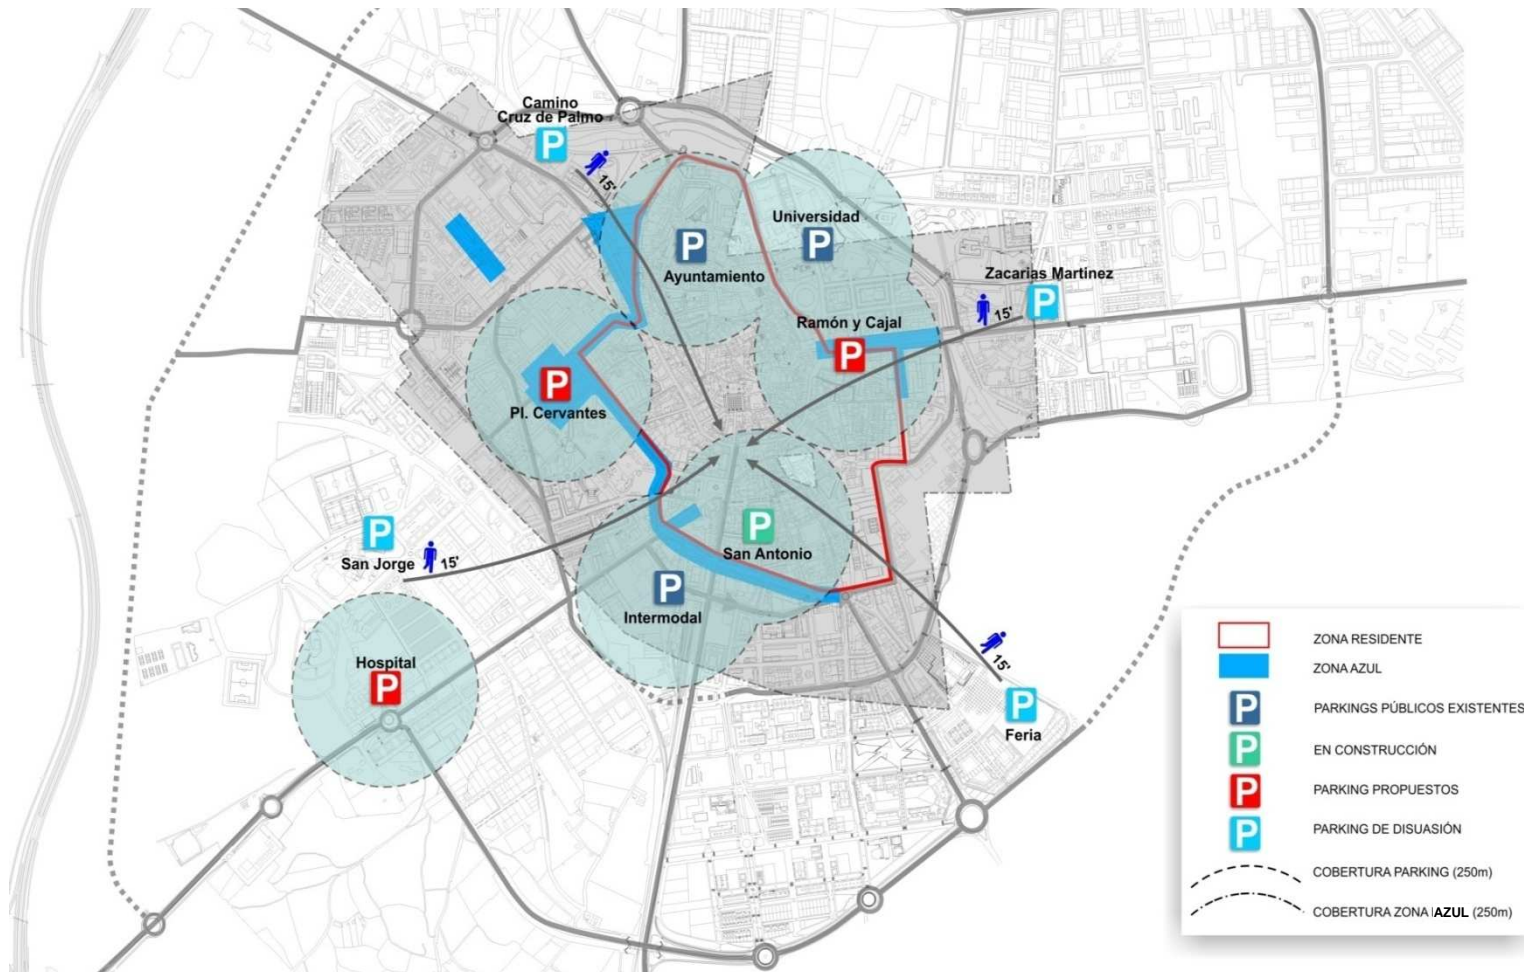 Camino
Cruz de Palmo
P
15'
Universidad
P
P
Ayuntamiento
Zacarias Martinez
P
15'
Ramón y Cajal
P
P
Pl. Cervantes
P
San Jorge
15'
P
San Antonio
P
Intermodal
Hospital
P
15'
P
Feria
ZONA RESIDENTE
ZONA AZUL
P PARKINGS PÚBLICOS EXISTENTES
P EN CONSTRUCCIÓN
P PARKING PROPUESTOS
P PARKING DE DISUASIÓN
COBERTURA PARKING (250m)
COBERTURA ZONA AZUL (250m)